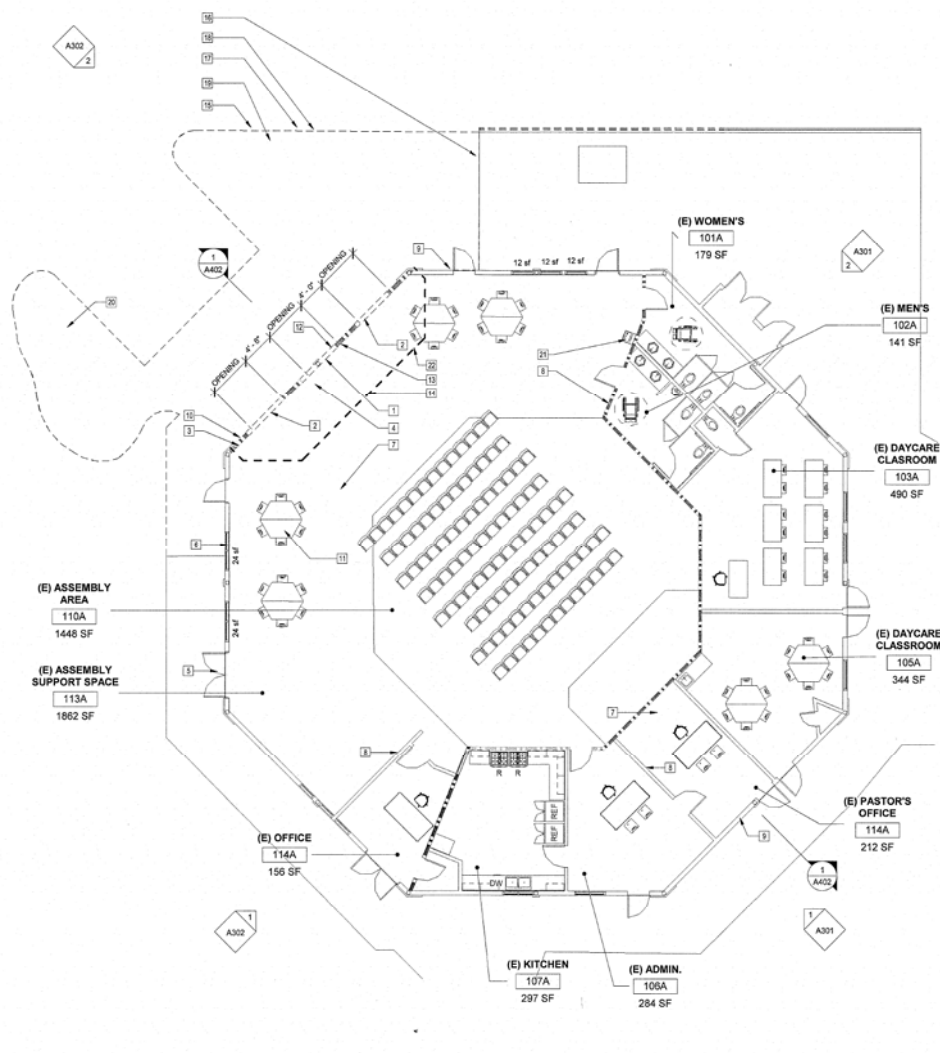 16
A302
2
18
17
19
15
(E) WOMEN'S
101A
179 SF
1
A402
9
12 sf
12 sf
12 sf
A301
2
OPENING
4' - 0"
OPENING
4' - 0"
OPENING
20
(E) MEN'S
102A
141 SF
12
2
21
22
13
8
11
1
10
2
4
3
7
(E) DAYCARE
CLASROOM
103A
490 SF
6
24 sf
11
(E) ASSEMBLY
AREA
110A
1448 SF
24 sf
(E) DAYCARE
CLASSROOM
105A
344 SF
(E) ASSEMBLY
SUPPORT SPACE
113A
1862 SF
5
7
8
R R
8
REF
REF
(E) PASTOR'S
OFFICE
114A
212 SF
(E) OFFICE
114A
156 SF
9
DW
1
A402
1
A302
1
A301
(E) KITCHEN
107A
297 SF
(E) ADMIN.
106A
284 SF